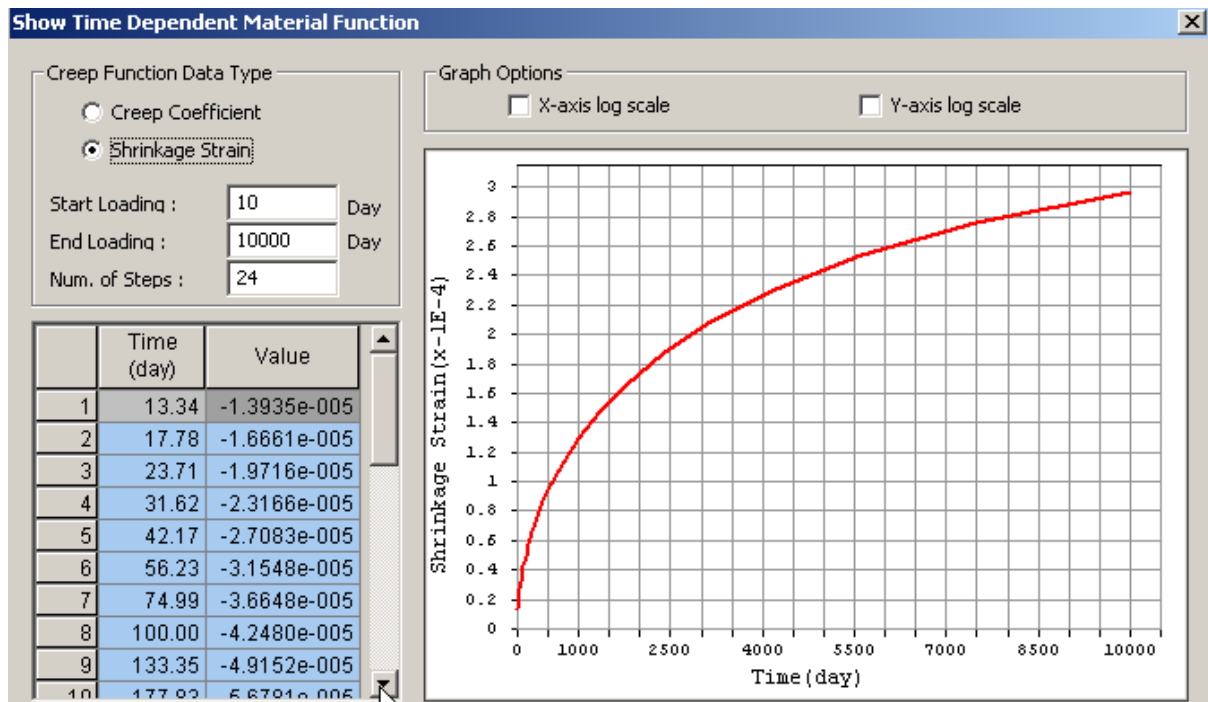 Show Time Dependent Material Function
Creep Function Data Type
Creep Coefficient
Shrinkage Strain
Start Loading : 10 Day
End Loading : 10000 Day
Num. of Steps : 24
Time (day) Value
1 13.34 -1.3935e-005
2 17.78 -1.6661e-005
3 23.71 -1.9716e-005
4 31.62 -2.3166e-005
5 42.17 -2.7083e-005
6 56.23 -3.1548e-005
7 74.99 -3.6648e-005
8 100.00 -4.2480e-005
9 133.35 -4.9152e-005
10 177.83
Graph Options
X-axis log scale Y-axis log scale
Shrinkage Strain(x-1E-4)
3
2.8
2.6
2.4
2.2
2
1.8
1.6
1.4
1.2
1
0.8
0.6
0.4
0.2
0
0 1000 2500 4000 5500 7000 8500 10000
Time(day)